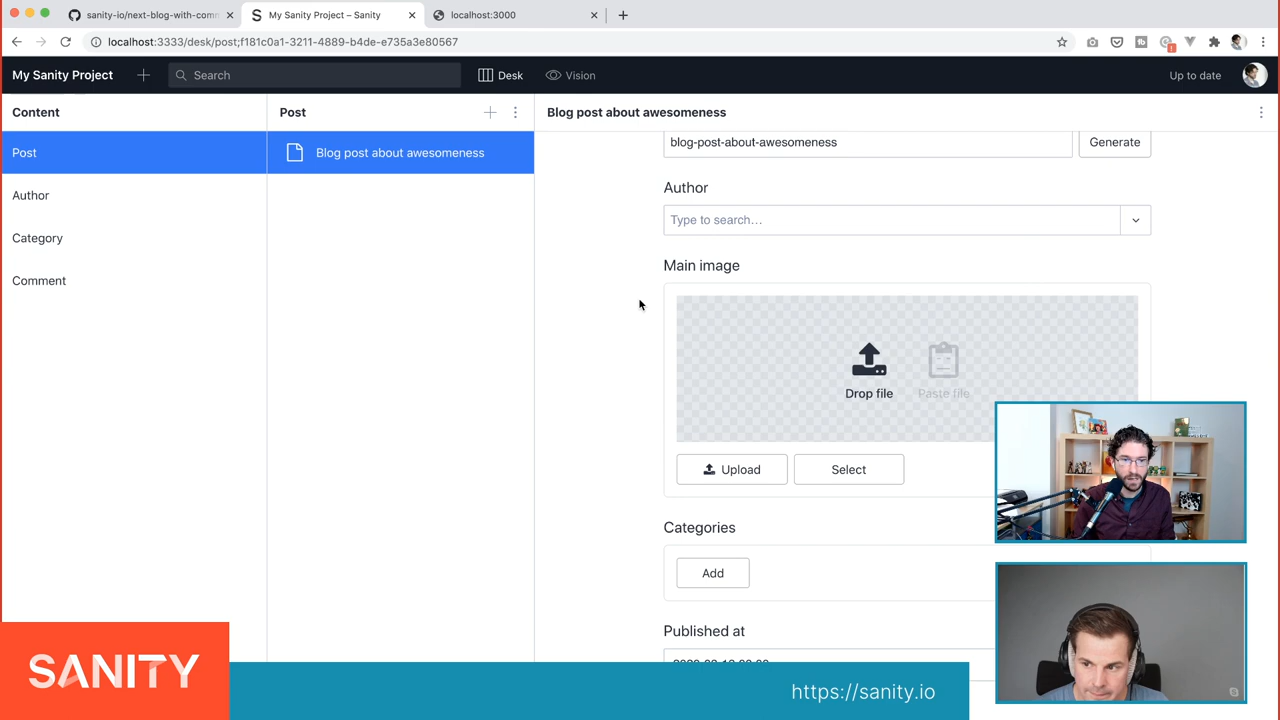 sanity-io/next-blog-with-comm
My Sanity Project – Sanity
localhost:3000
localhost:3333/desk/post;f181c0a1-3211-4889-b4de-e735a3e80567
My Sanity Project
Search
Desk
Vision
Up to date
Content
Post
Blog post about awesomeness
blog-post-about-awesomeness
Generate
Post
Blog post about awesomeness
Author
Author
Type to search...
Category
Main image
Comment
Drop file
Paste file
Upload
Select
Categories
Add
Published at
SANITY
https://sanity.io